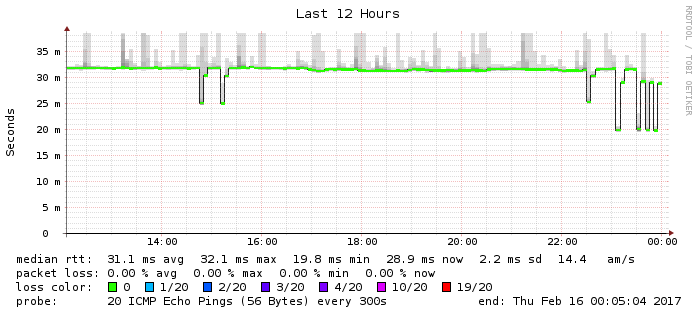 Last 12 Hours
RRDTOOL / TOBI OETIKER
Seconds
35 m
30 m
25 m
20 m
15 m
10 m
5 m
0
14:00 16:00 18:00 20:00 22:00 00:00
median rtt: 31.1 ms avg 32.1 ms max 19.8 ms min 28.9 ms now 2.2 ms sd 14.4 am/s
packet loss: 0.00 % avg 0.00 % max 0.00 % min 0.00 % now
loss color: 0 1/20 2/20 3/20 4/20 10/20 19/20
probe: 20 ICMP Echo Pings (56 Bytes) every 300s end: Thu Feb 16 00:05:04 2017